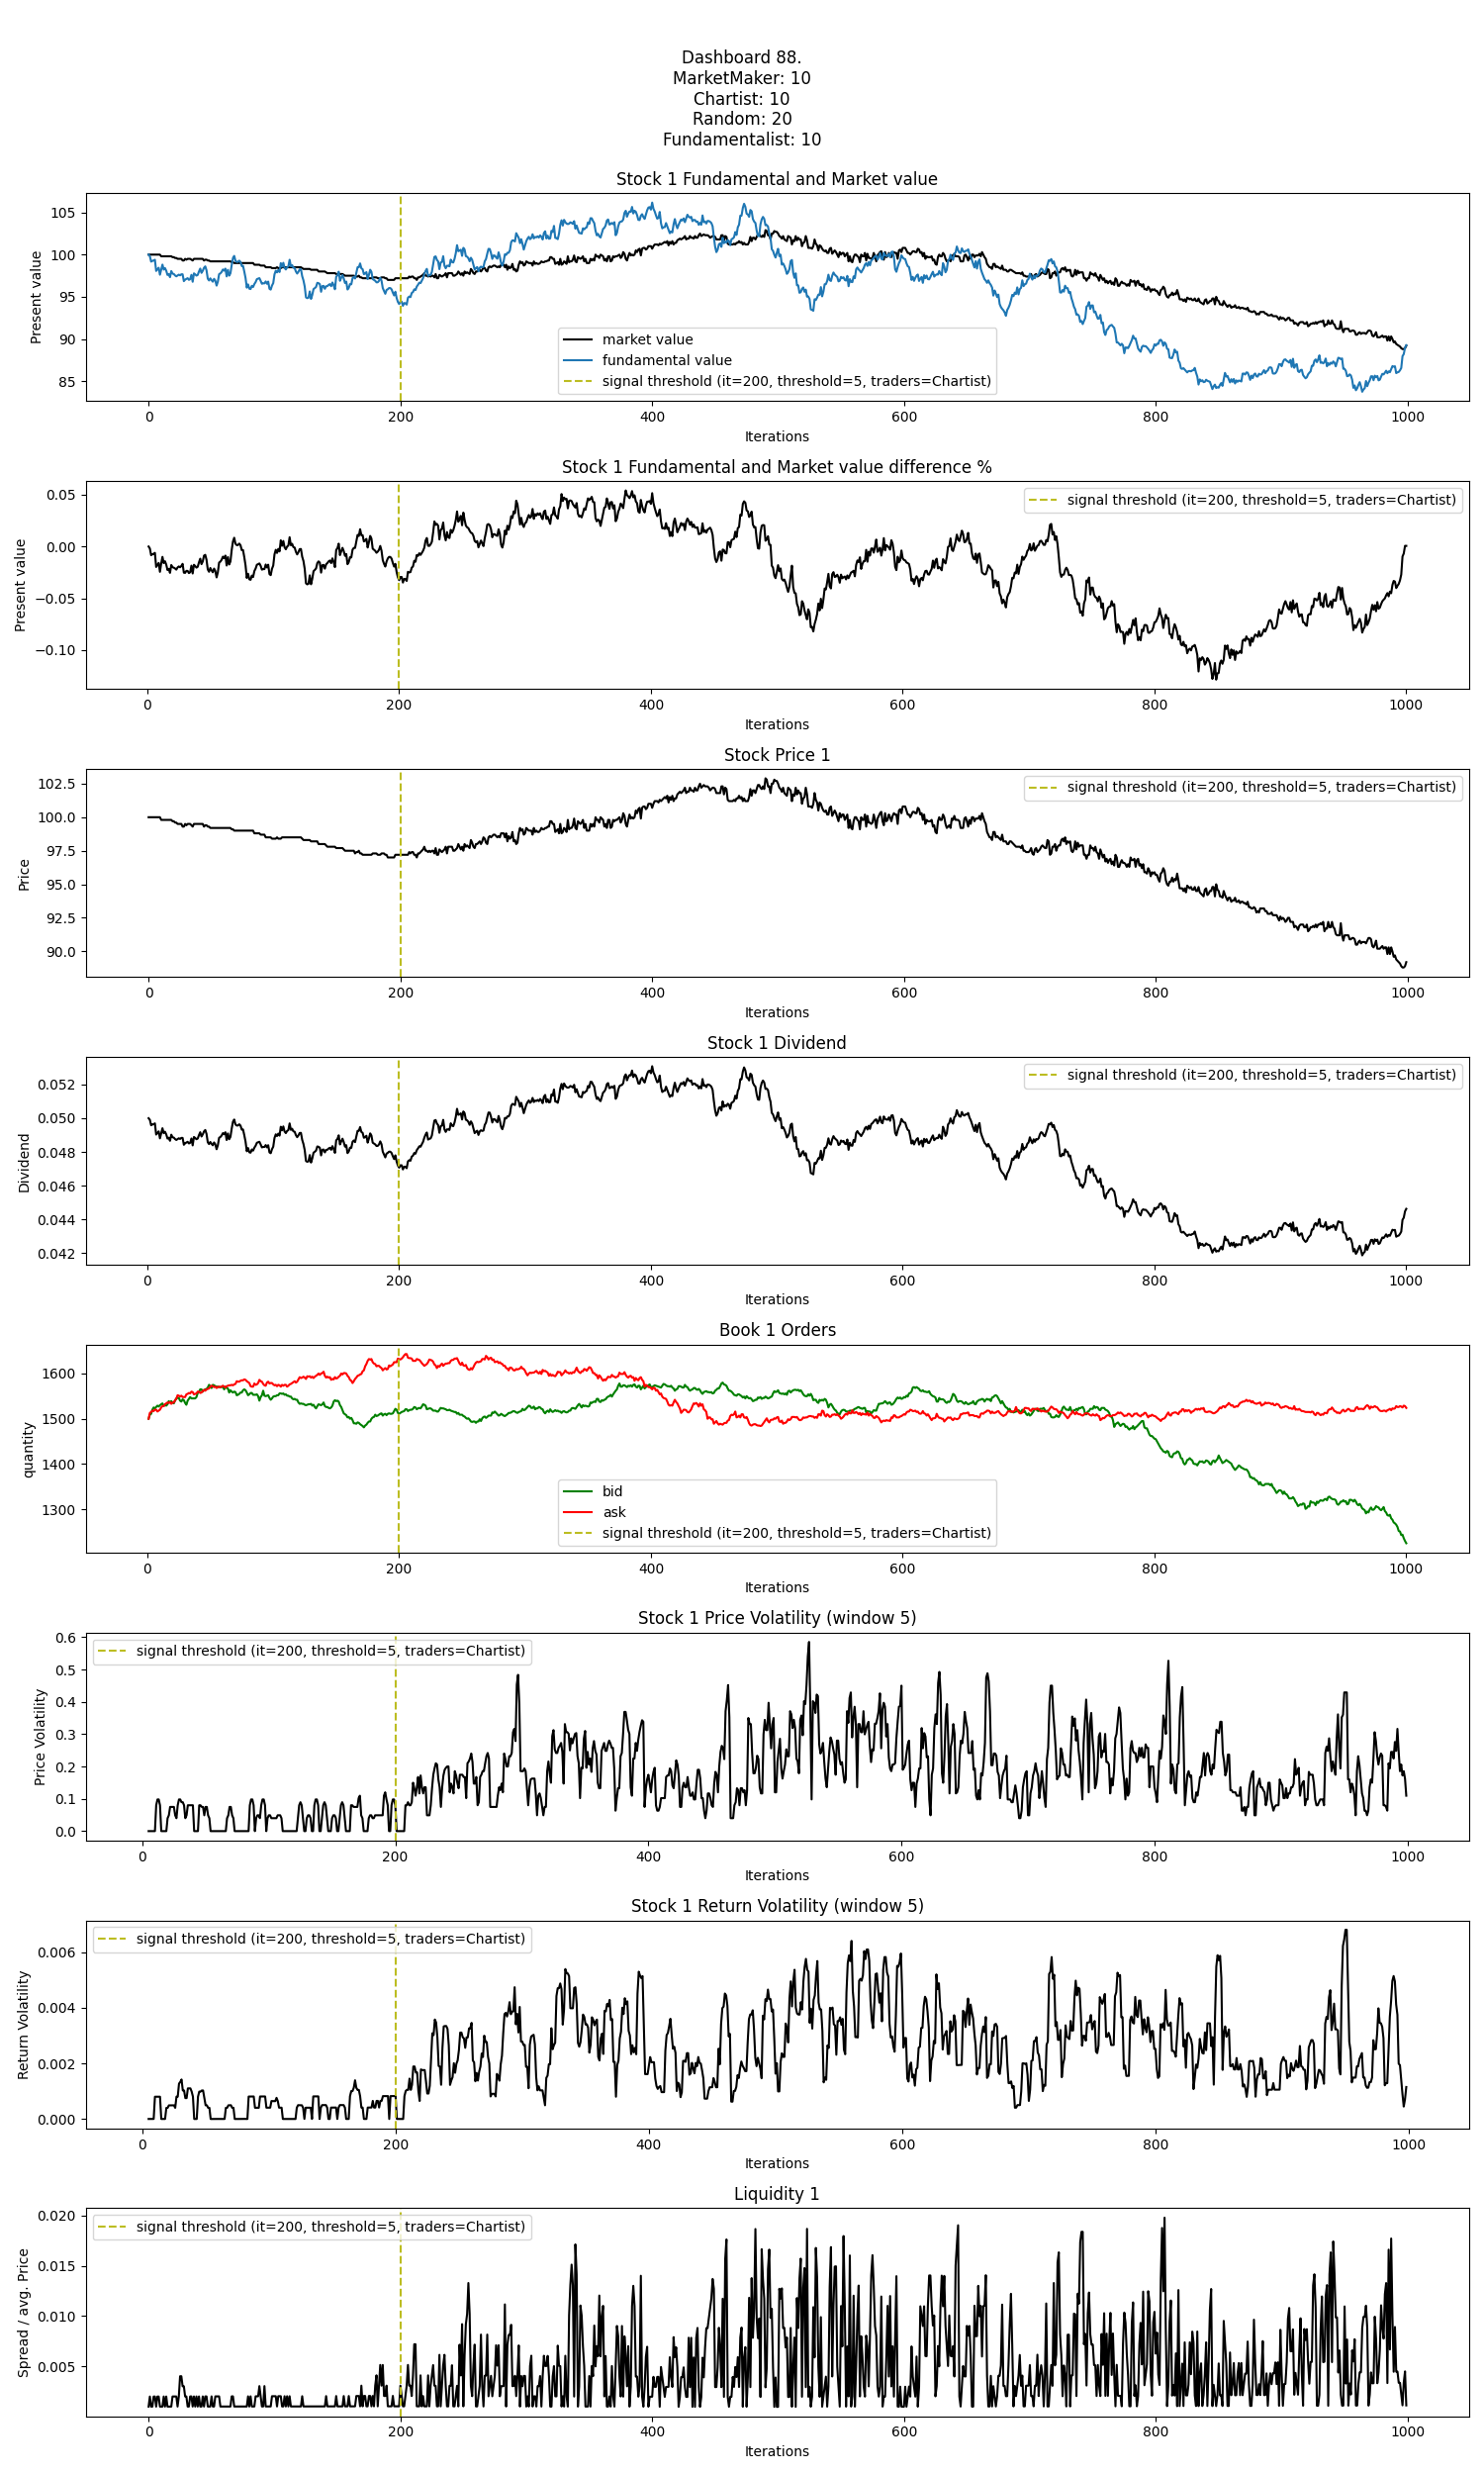 Dashboard 88.
MarketMaker: 10
Chartist: 10
Random: 20
Fundamentalist: 10
Stock 1 Fundamental and Market value
Present value
105
100
95
90
85
market value
fundamental value
signal threshold (it=200, threshold=5, traders=Chartist)
0 200 400 600 800 1000
Iterations
Stock 1 Fundamental and Market value difference %
Present value
0.05
0.00
−0.05
−0.10
signal threshold (it=200, threshold=5, traders=Chartist)
0 200 400 600 800 1000
Iterations
Stock Price 1
Price
102.5
100.0
97.5
95.0
92.5
90.0
signal threshold (it=200, threshold=5, traders=Chartist)
0 200 400 600 800 1000
Iterations
Stock 1 Dividend
Dividend
0.052
0.050
0.048
0.046
0.044
0.042
signal threshold (it=200, threshold=5, traders=Chartist)
0 200 400 600 800 1000
Iterations
Book 1 Orders
quantity
1600
1500
1400
1300
bid
ask
signal threshold (it=200, threshold=5, traders=Chartist)
0 200 400 600 800 1000
Iterations
Stock 1 Price Volatility (window 5)
Price Volatility
0.6
0.5
0.4
0.3
0.2
0.1
0.0
signal threshold (it=200, threshold=5, traders=Chartist)
0 200 400 600 800 1000
Iterations
Stock 1 Return Volatility (window 5)
Return Volatility
0.006
0.004
0.002
0.000
signal threshold (it=200, threshold=5, traders=Chartist)
0 200 400 600 800 1000
Iterations
Liquidity 1
Spread / avg. Price
0.020
0.015
0.010
0.005
signal threshold (it=200, threshold=5, traders=Chartist)
0 200 400 600 800 1000
Iterations